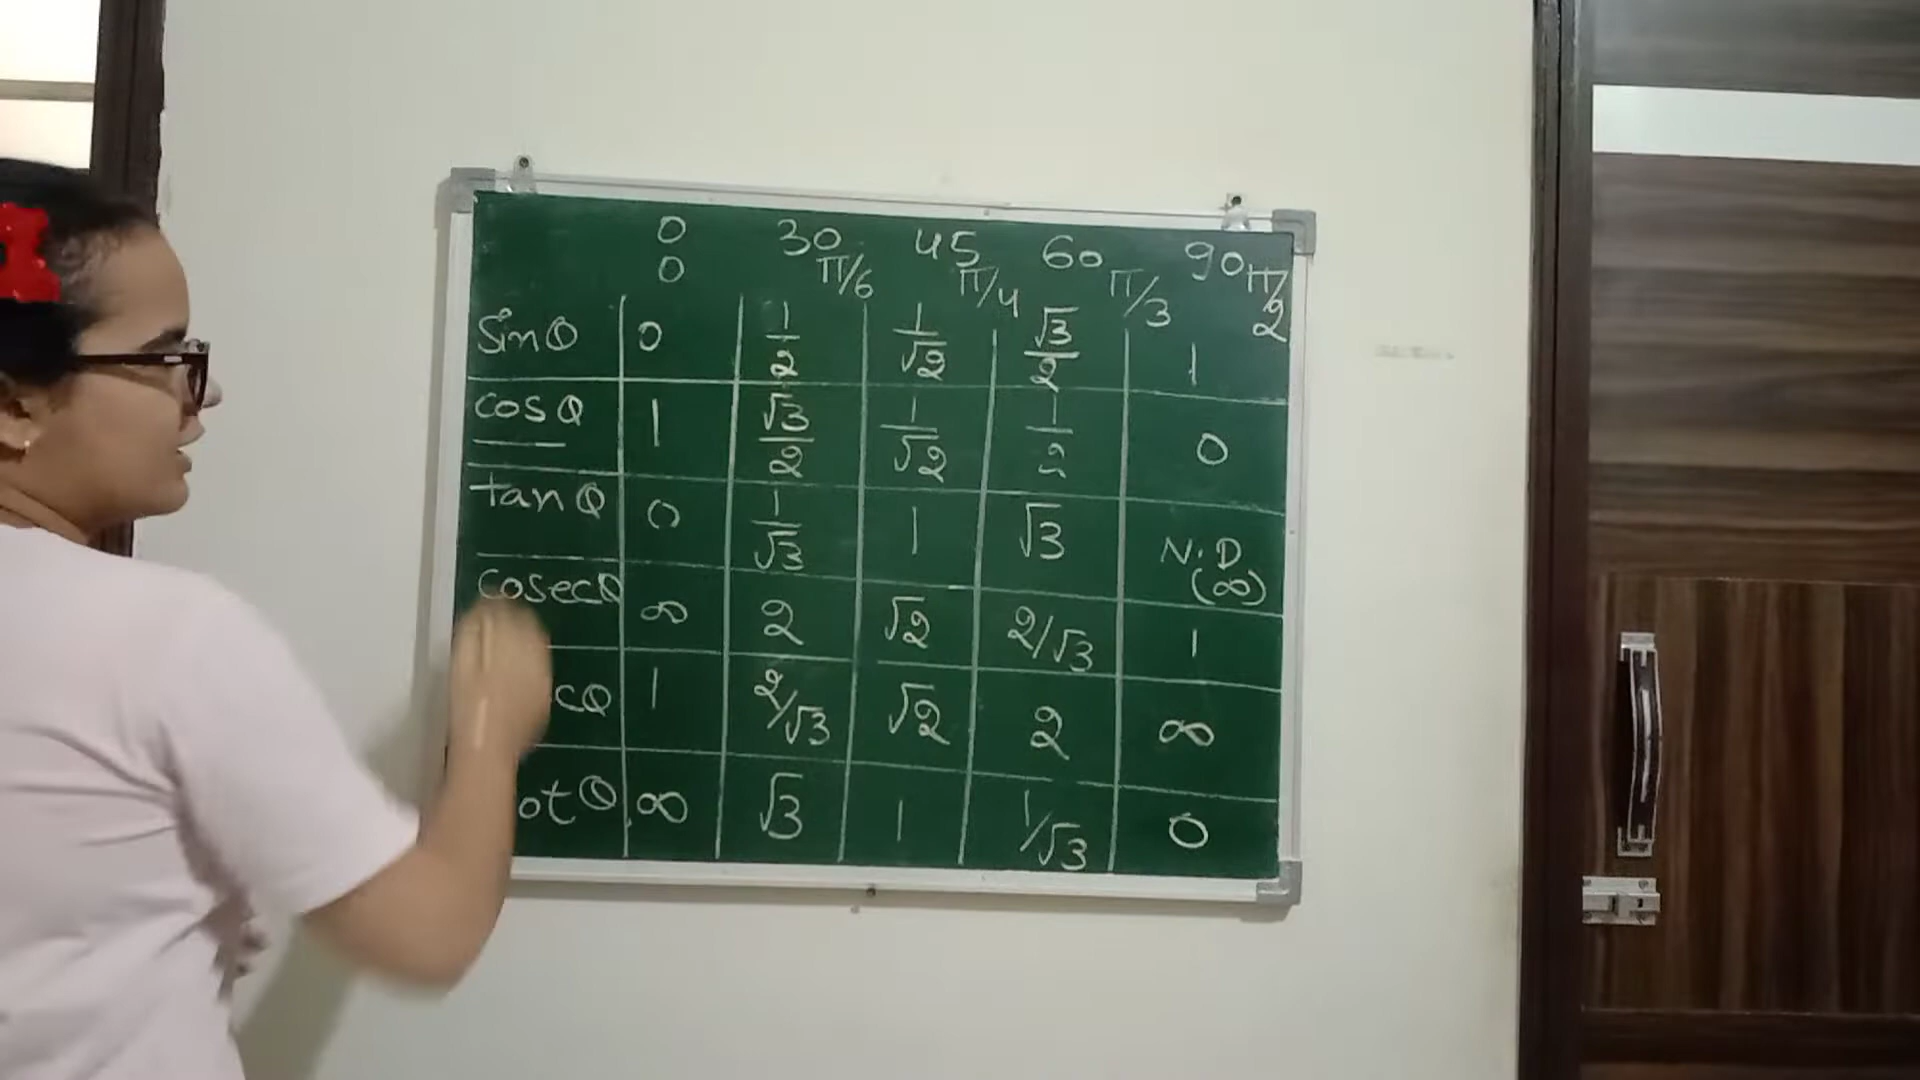 0 30 45 60 90
0 π/6 π/4 π/3 π/2
Sinθ 0 1/2 1/√2 √3/2 1
cosθ 1 √3/2 1/√2 1/2 0
tanθ 0 1/√3 1 √3 N.D (∞)
cosecθ ∞ 2 √2 2/√3 1
cθ 1 2/√3 √2 2 ∞
otθ ∞ √3 1 1/√3 0